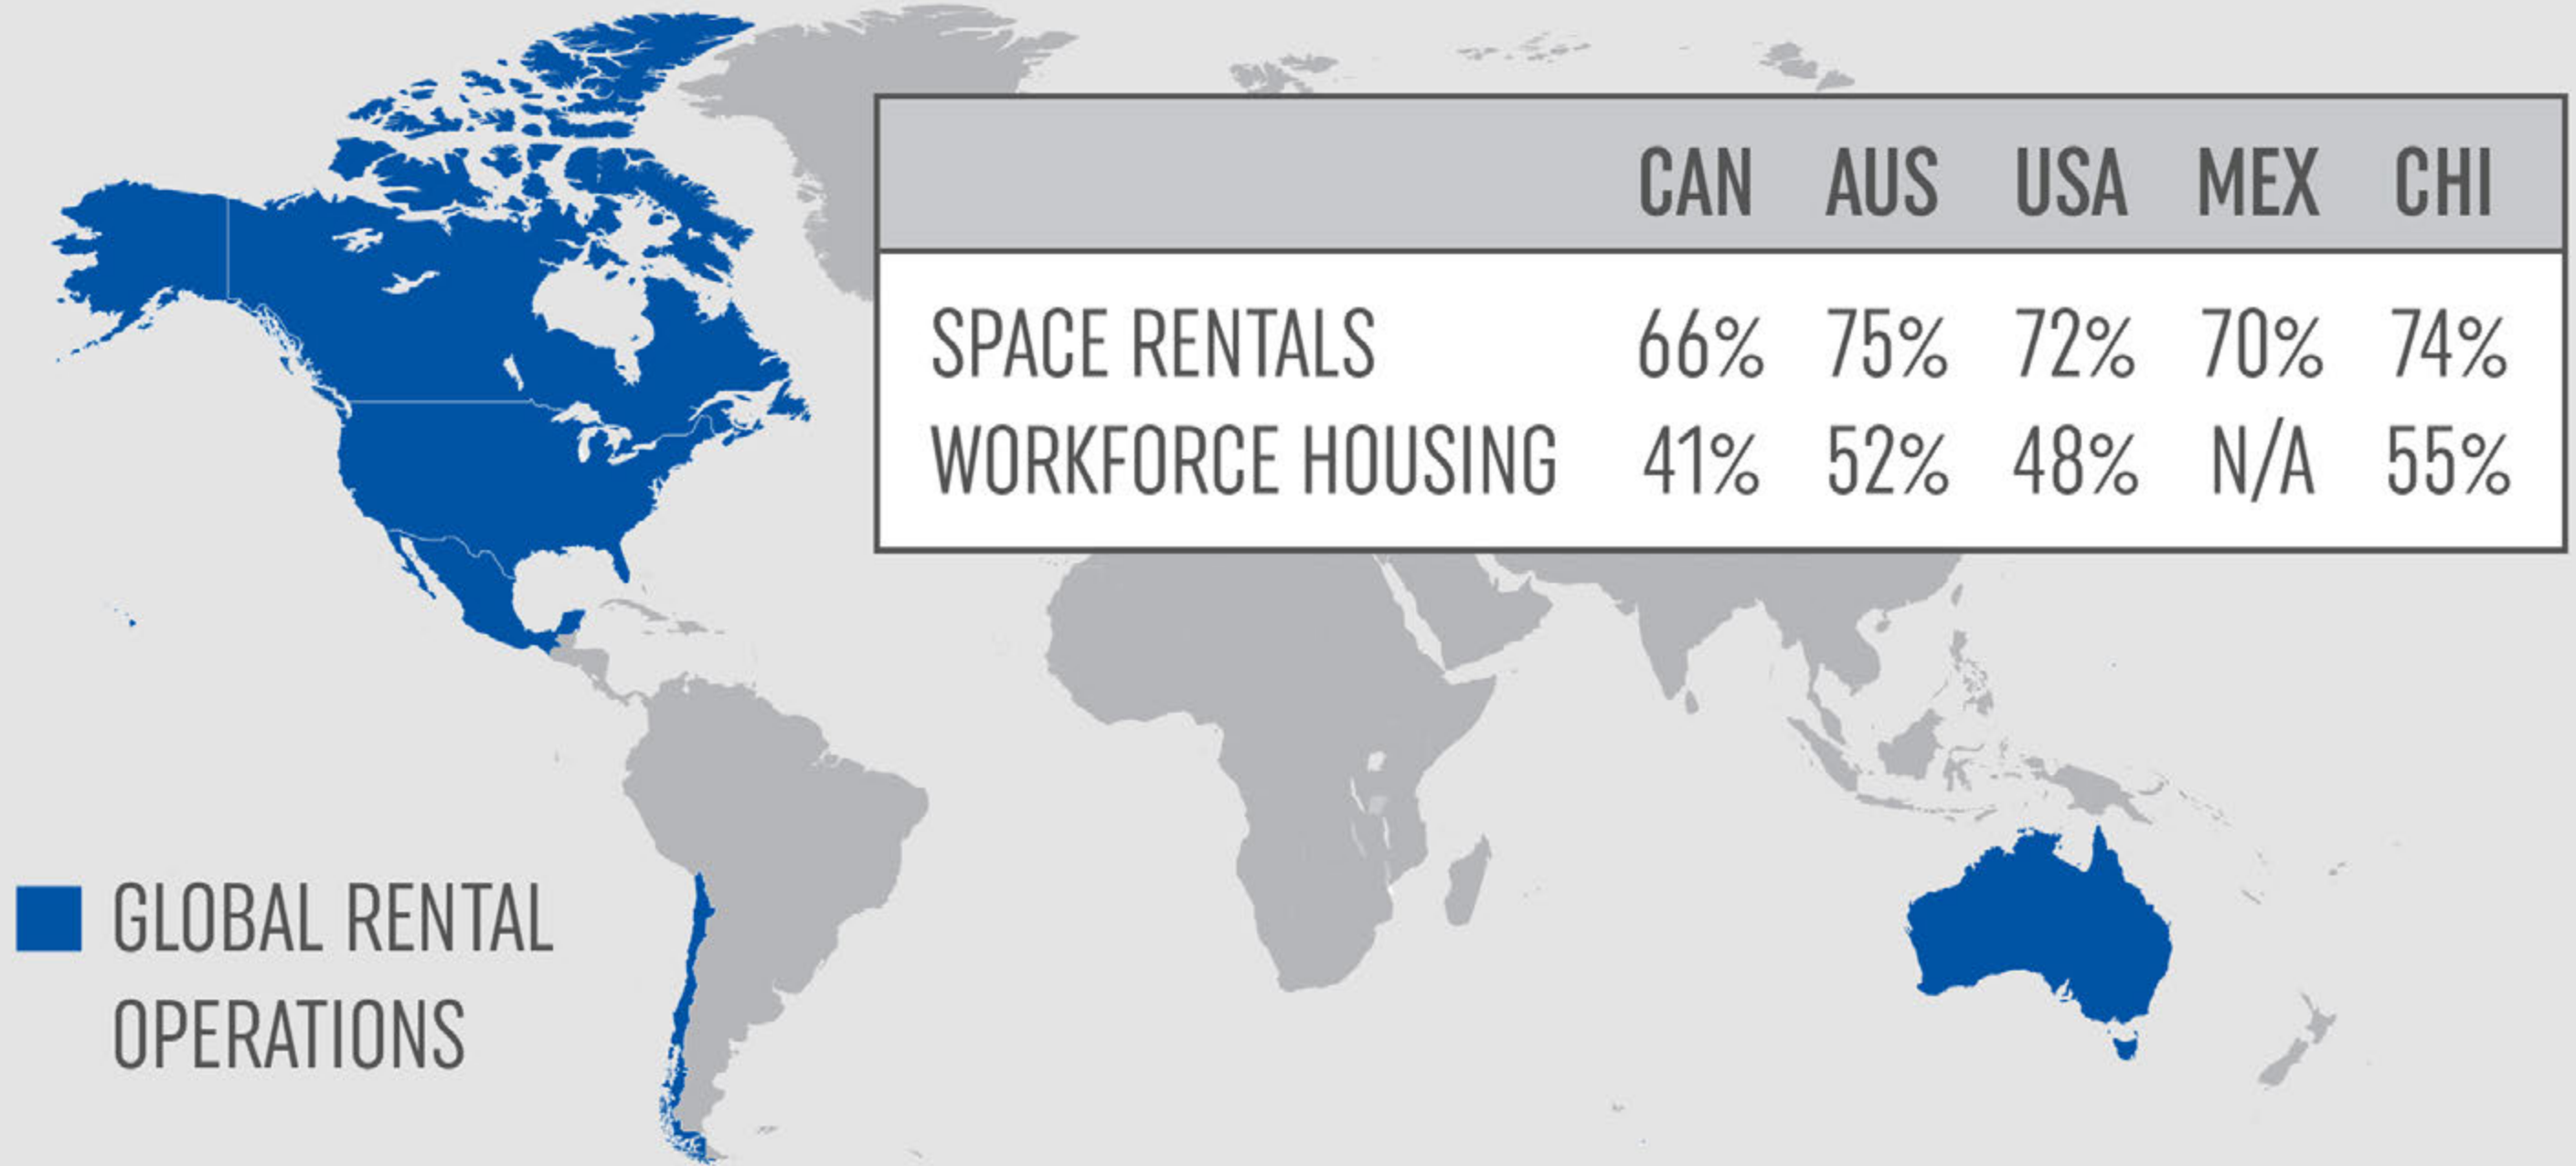 CAN AUS USA MEX CHI
SPACE RENTALS 66% 75% 72% 70% 74%
WORKFORCE HOUSING 41% 52% 48% N/A 55%
GLOBAL RENTAL
OPERATIONS